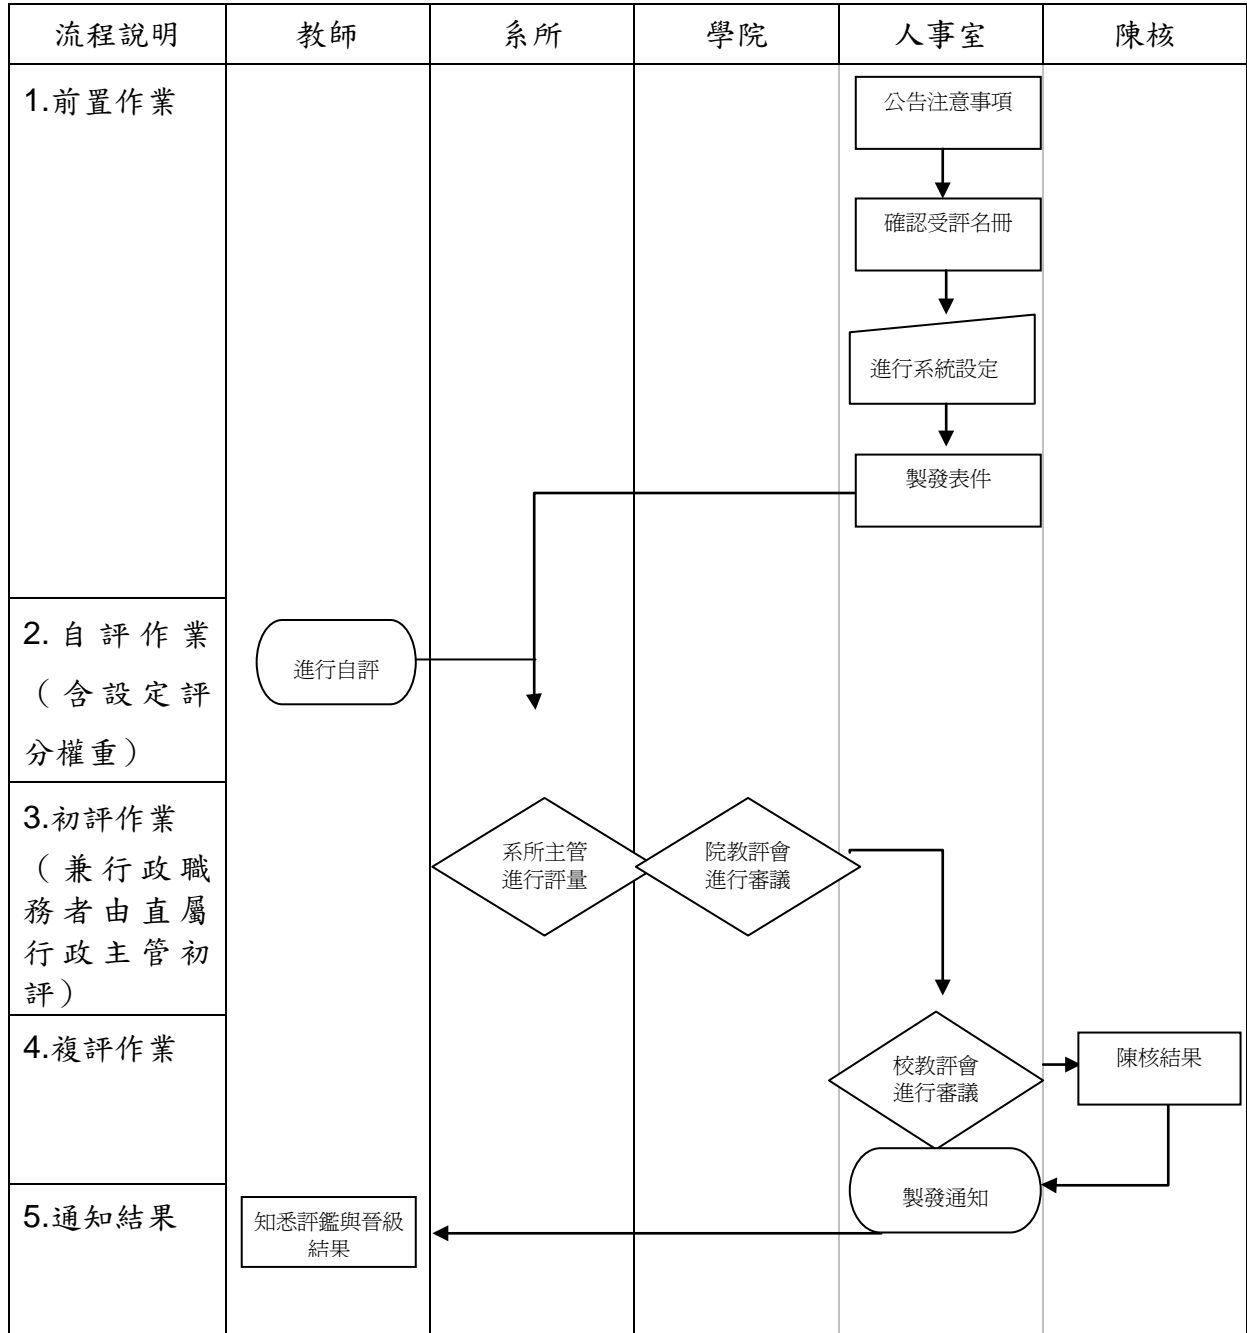 流程說明
教師
系所
學院
人事室
陳核
1.前置作業
公告注意事項
確認受評名冊
進行系統設定
製發表件
2.自評作業
（含設定評
分權重）
進行自評
3.初評作業
（兼行政職
務者由直屬
行政主管初
評）
系所主管
進行評量
院教評會
進行審議
4.複評作業
校教評會
進行審議
陳核結果
製發通知
5.通知結果
知悉評鑑與晉級
結果